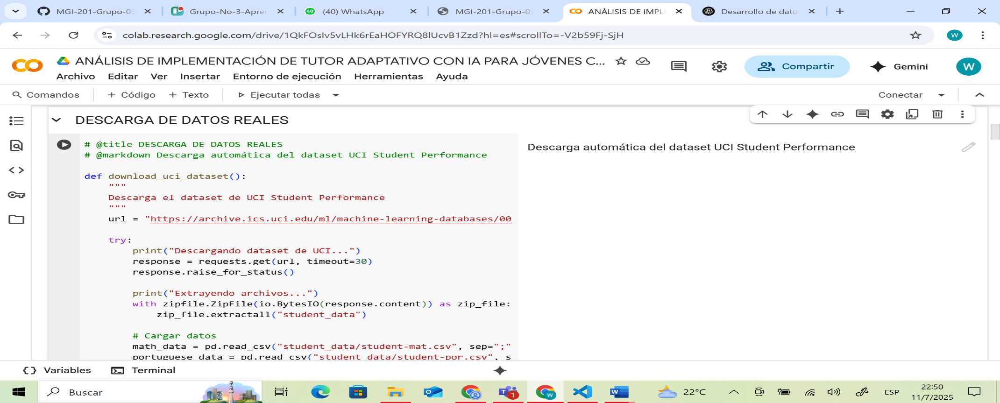 MGI-201-Grupo-03
Grupo-No-3-Apren
(40) WhatsApp
MGI-201-Grupo-03
ANÁLISIS DE IMPLE
Desarrollo de dato
colab.research.google.com/drive/1QkFOsIv5vLHk6rEaHOFYRQ8lUcvB1Zzd?hl=es#scrollTo=-V2b59Fj-SjH
W
ANÁLISIS DE IMPLEMENTACIÓN DE TUTOR ADAPTATIVO CON IA PARA JÓVENES C...
Archivo Editar Ver Insertar Entorno de ejecución Herramientas Ayuda
Compartir
Gemini
W
Comandos
+ Código + Texto
Ejecutar todas
Conectar
DESCARGA DE DATOS REALES
# @title DESCARGA DE DATOS REALES
# @markdown Descarga automática del dataset UCI Student Performance
def download_uci_dataset():
"""
Descarga el dataset de UCI Student Performance
"""
url = "https://archive.ics.uci.edu/ml/machine-learning-databases/00
try:
print("Descargando dataset de UCI...")
response = requests.get(url, timeout=30)
response.raise_for_status()
print("Extrayendo archivos...")
with zipfile.ZipFile(io.BytesIO(response.content)) as zip_file:
zip_file.extractall("student_data")
# Cargar datos
math_data = pd.read_csv("student_data/student-mat.csv", sep=";"
portuguese_data = pd.read_csv("student_data/student-por.csv", s
Descarga automática del dataset UCI Student Performance
Variables
Terminal
Buscar
22°C
ESP
22:50
11/7/2025